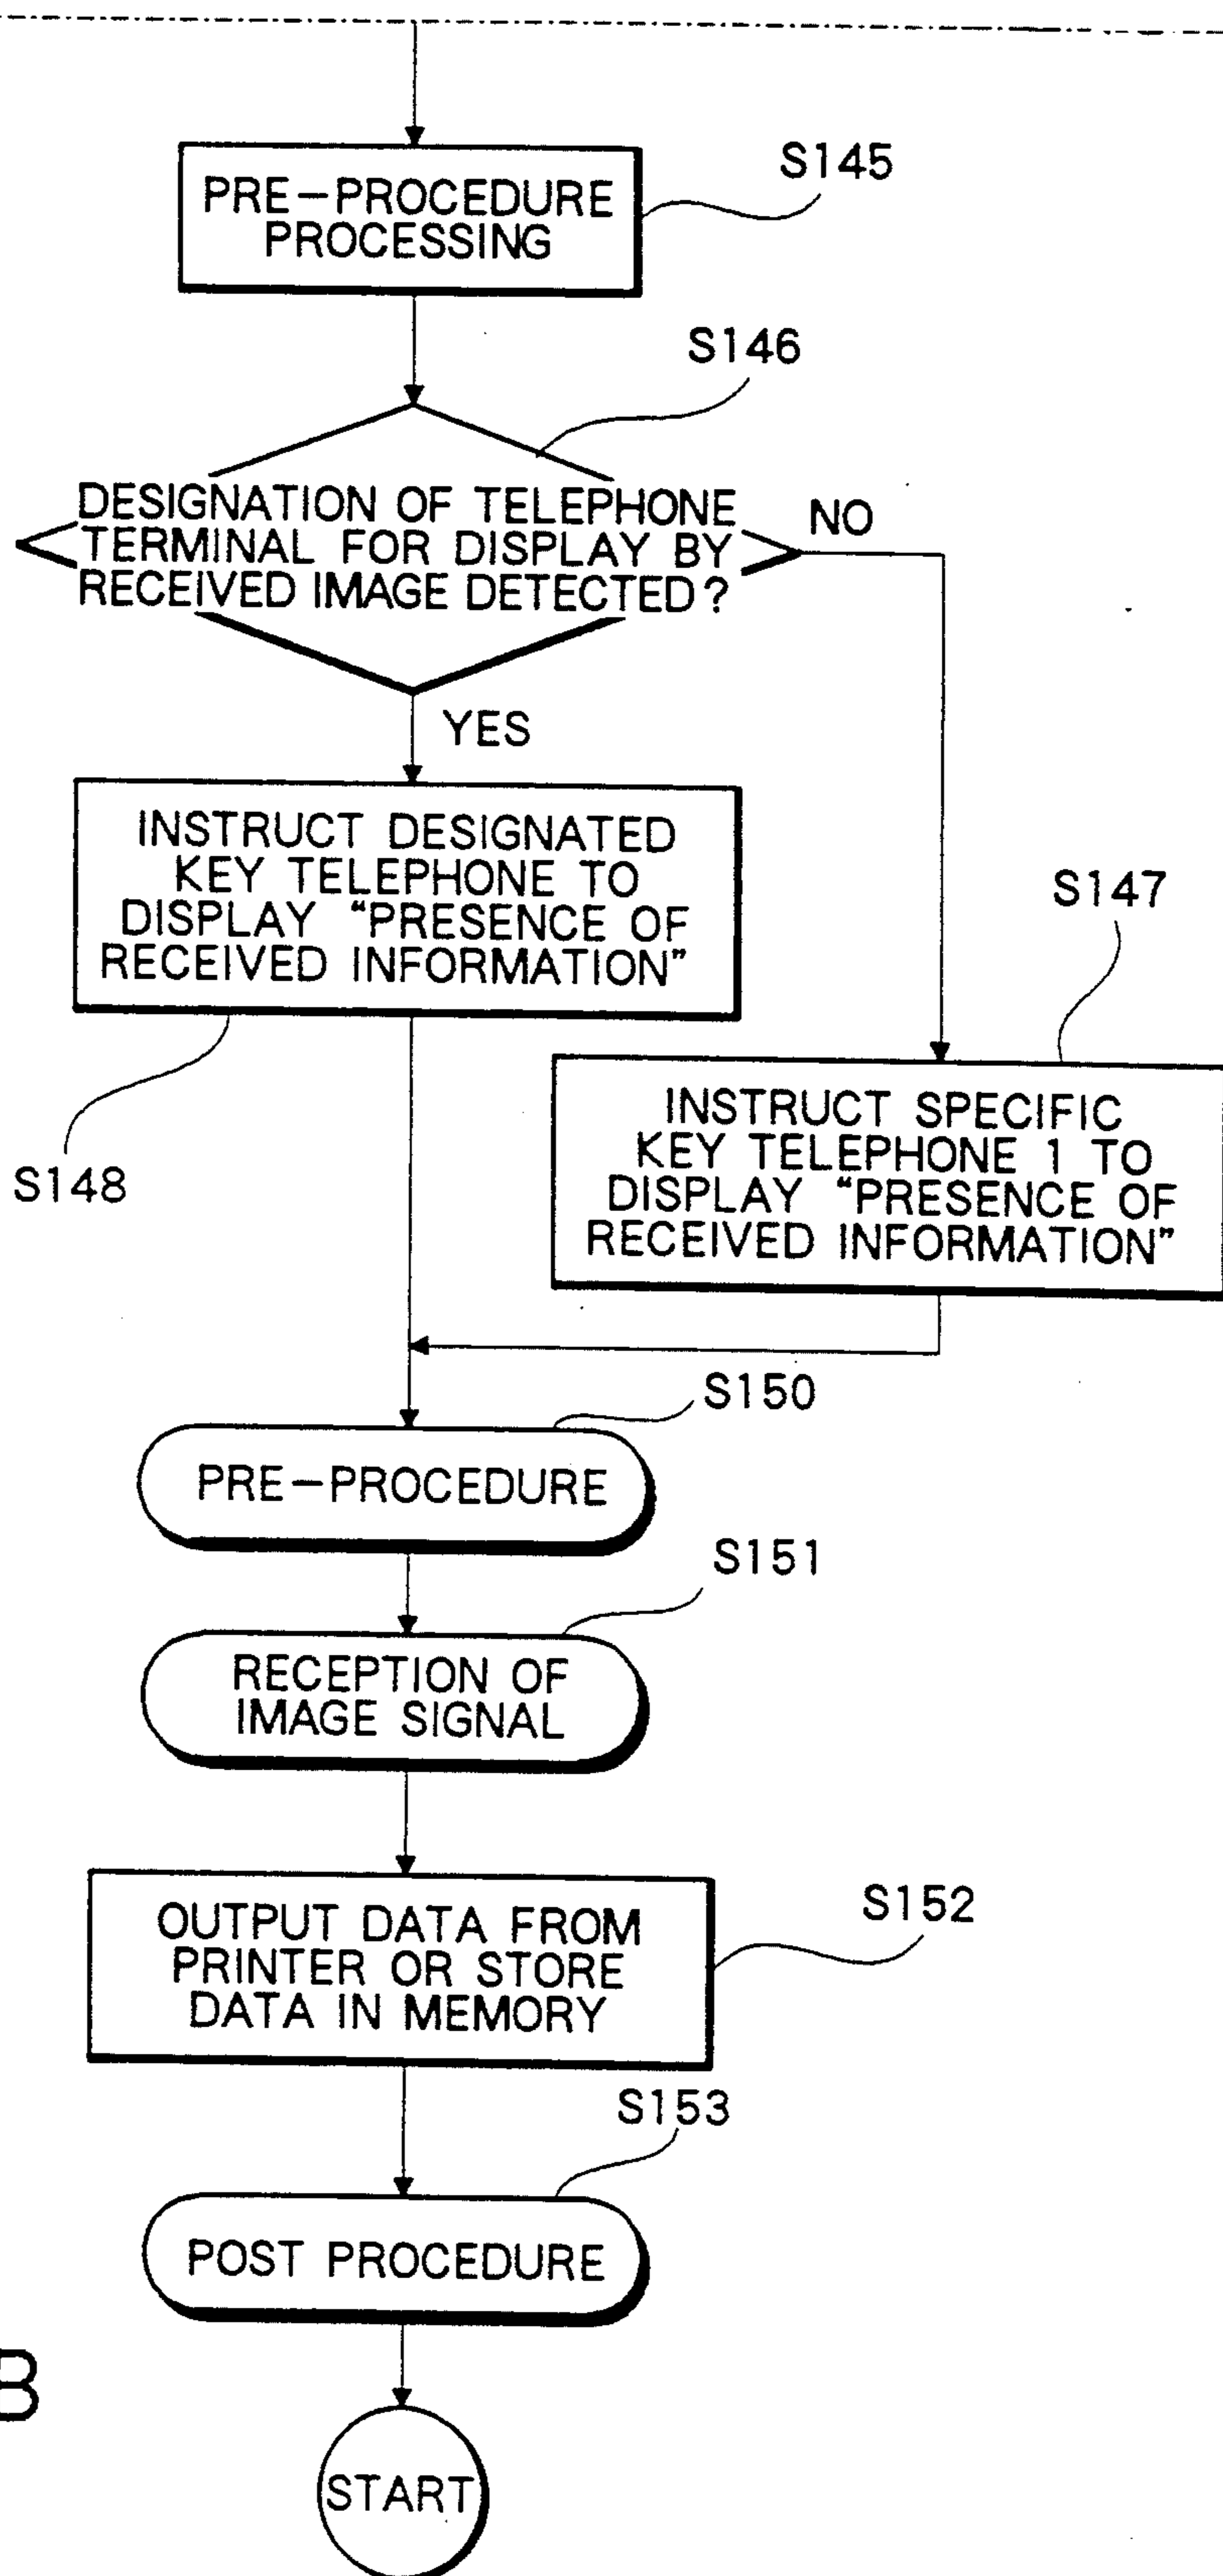 S145
PRE-PROCEDURE
PROCESSING
S146
DESIGNATION OF TELEPHONE
TERMINAL FOR DISPLAY BY
RECEIVED IMAGE DETECTED?
NO
YES
INSTRUCT DESIGNATED
KEY TELEPHONE TO
DISPLAY "PRESENCE OF
RECEIVED INFORMATION"
S148
S147
INSTRUCT SPECIFIC
KEY TELEPHONE 1 TO
DISPLAY "PRESENCE OF
RECEIVED INFORMATION"
S150
PRE-PROCEDURE
S151
RECEPTION OF
IMAGE SIGNAL
S152
OUTPUT DATA FROM
PRINTER OR STORE
DATA IN MEMORY
S153
POST PROCEDURE
B
START